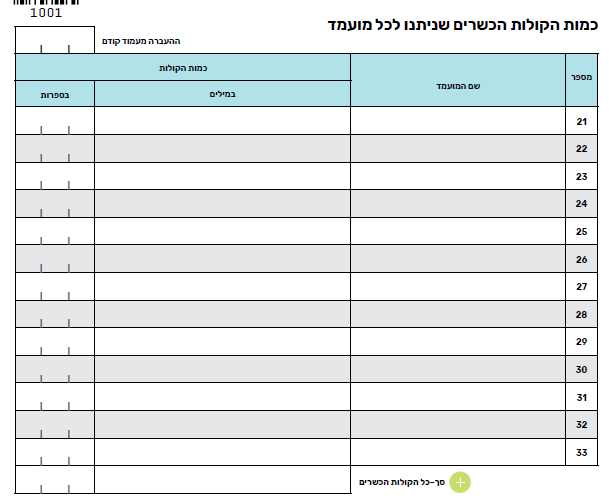 1001
כמות הקולות הכשרים שניתנו לכל מועמד
ההעברה מעמוד קודם
מספר
שם המועמד
כמות הקולות
במילים
בספרות
21
22
23
24
25
26
27
28
29
30
31
32
33
סך-כל הקולות הכשרים